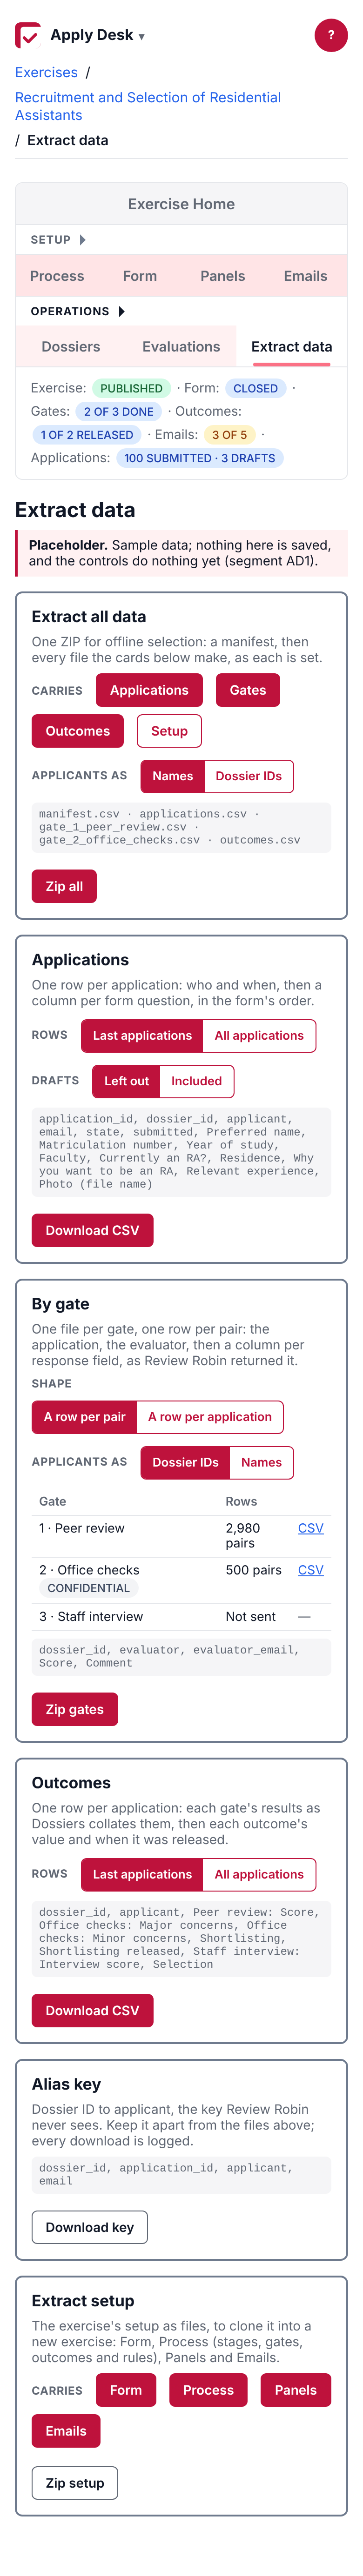 Apply Desk ▾
?
Exercises /
Recruitment and Selection of Residential
Assistants
/ Extract data
Exercise Home
SETUP
Process Form Panels Emails
OPERATIONS
Dossiers Evaluations Extract data
Exercise: PUBLISHED · Form: CLOSED ·
Gates: 2 OF 3 DONE · Outcomes:
1 OF 2 RELEASED · Emails: 3 OF 5 ·
Applications: 100 SUBMITTED · 3 DRAFTS
Extract data
Placeholder. Sample data; nothing here is saved,
and the controls do nothing yet (segment AD1).
Extract all data
One ZIP for offline selection: a manifest, then
every file the cards below make, as each is set.
CARRIES Applications Gates
Outcomes Setup
APPLICANTS AS Names Dossier IDs
manifest.csv · applications.csv ·
gate_1_peer_review.csv ·
gate_2_office_checks.csv · outcomes.csv
Zip all
Applications
One row per application: who and when, then a
column per form question, in the form's order.
ROWS Last applications All applications
DRAFTS Left out Included
application_id, dossier_id, applicant,
email, state, submitted, Preferred name,
Matriculation number, Year of study,
Faculty, Currently an RA?, Residence, Why
you want to be an RA, Relevant experience,
Photo (file name)
Download CSV
By gate
One file per gate, one row per pair: the
application, the evaluator, then a column per
response field, as Review Robin returned it.
SHAPE
A row per pair A row per application
APPLICANTS AS Dossier IDs Names
Gate Rows
1 · Peer review 2,980 pairs CSV
2 · Office checks CONFIDENTIAL 500 pairs CSV
3 · Staff interview Not sent —
dossier_id, evaluator, evaluator_email,
Score, Comment
Zip gates
Outcomes
One row per application: each gate's results as
Dossiers collates them, then each outcome's
value and when it was released.
ROWS Last applications All applications
dossier_id, applicant, Peer review: Score,
Office checks: Major concerns, Office
checks: Minor concerns, Shortlisting,
Shortlisting released, Staff interview:
Interview score, Selection
Download CSV
Alias key
Dossier ID to applicant, the key Review Robin
never sees. Keep it apart from the files above;
every download is logged.
dossier_id, application_id, applicant,
email
Download key
Extract setup
The exercise's setup as files, to clone it into a
new exercise: Form, Process (stages, gates,
outcomes and rules), Panels and Emails.
CARRIES Form Process Panels
Emails
Zip setup